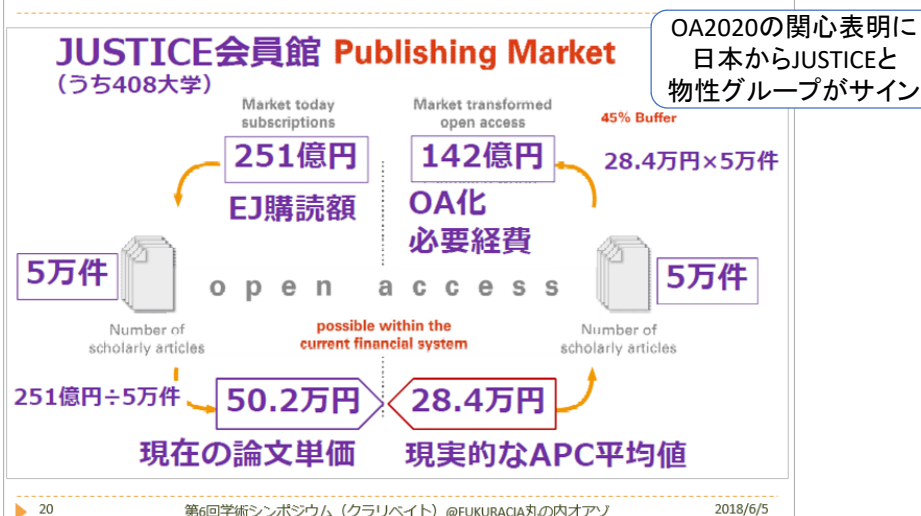 JUSTICE会員館 Publishing Market
（うち408大学）
OA2020の関心表明に
日本からJUSTICEと
物性グループがサイン
Market today
subscriptions
Market transformed
open access
45% Buffer
251億円
142億円
28.4万円×5万件
EJ購読額
OA化
必要経費
5万件
5万件
open access
Number of
scholarly articles
possible within the
current financial system
Number of
scholarly articles
251億円÷5万件
50.2万円
28.4万円
現在の論文単価
現実的なAPC平均値
20
第6回学術シンポジウム（クラリベイト）@FUKURACIA丸の内オアゾ
2018/6/5